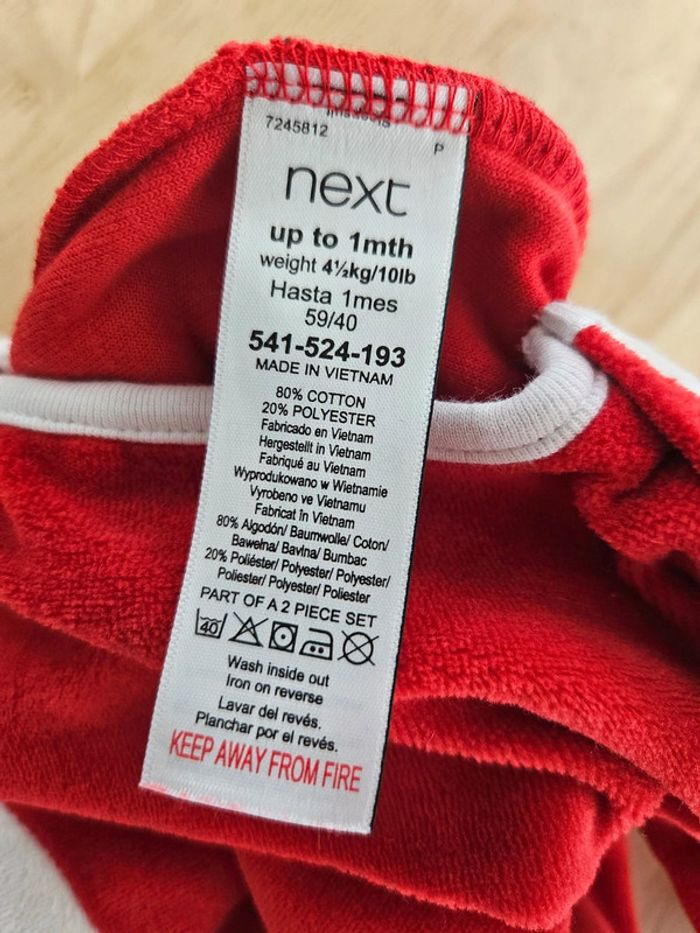 7245812
P
next
up to 1mth
weight 4½kg/10lb
Hasta 1mes
59/40
541-524-193
MADE IN VIETNAM
80% COTTON
20% POLYESTER
Fabricado en Vietnam
Hergestellt in Vietnam
Fabriqué au Vietnam
Wyprodukowano w Wietnamie
Vyrobeno ve Vietnamu
Fabricat în Vietnam
80% Algodón/ Baumwolle/ Coton/
Bawełna/ Bavlna/ Bumbac
20% Poliéster/ Polyester/ Polyester/
Poliester/ Polyester/ Poliester
PART OF A 2 PIECE SET
40
Wash inside out
Iron on reverse
Lavar del revés.
Planchar por el revés.
KEEP AWAY FROM FIRE